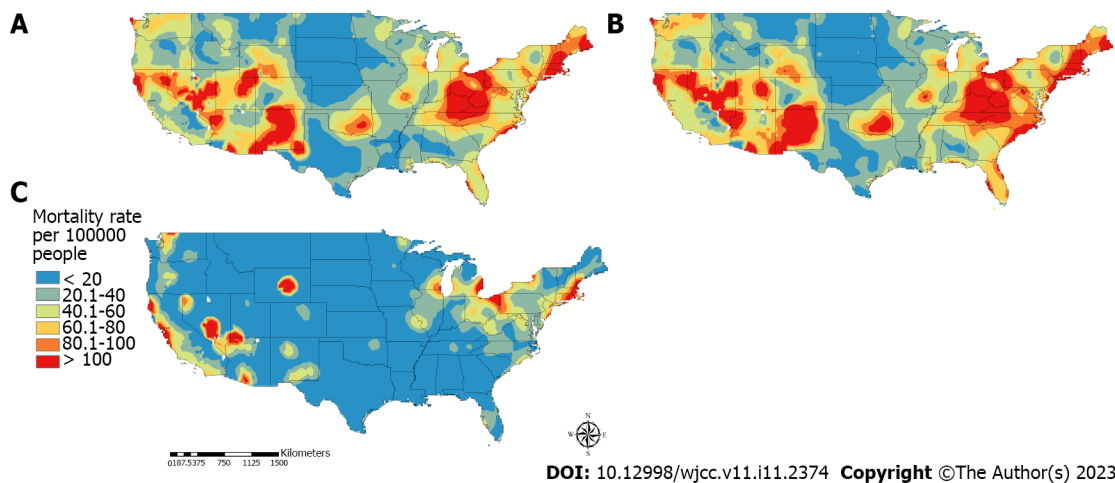 A
B
C
Mortality rate
per 100000
people
< 20
20.1-40
40.1-60
60.1-80
80.1-100
> 100
N
W E
S
Kilometers
0187.5375 750 1125 1500
DOI: 10.12998/wjcc.v11.i11.2374 Copyright ©The Author(s) 2023